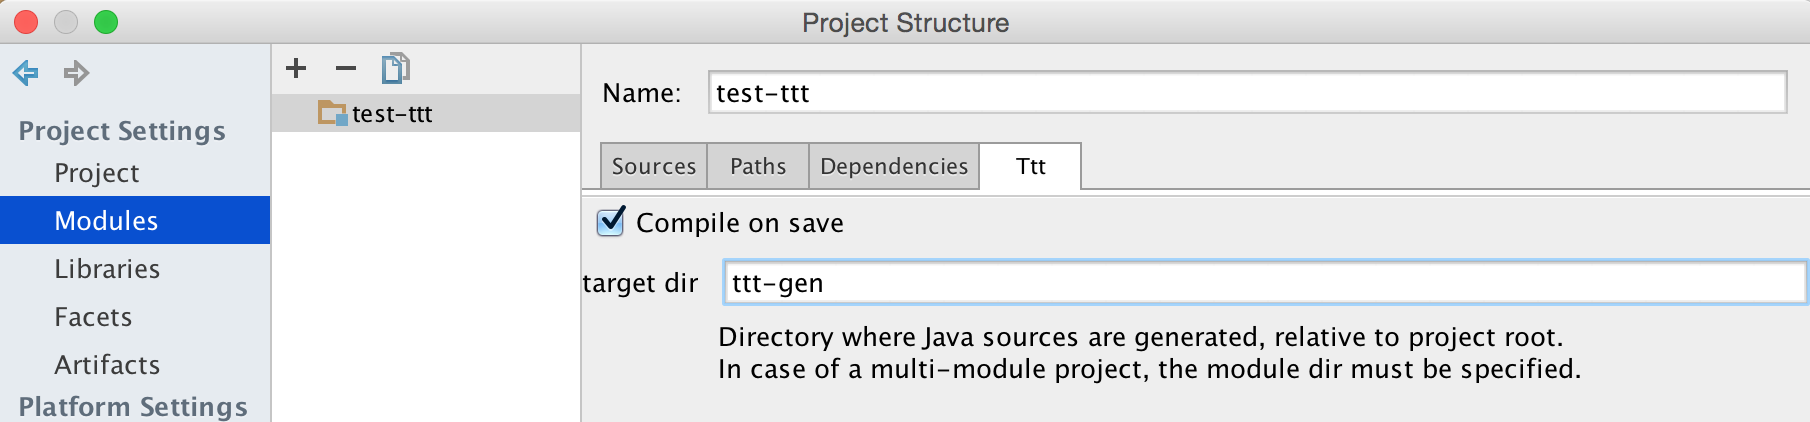 Project Structure
Project Settings
Project
Modules
Libraries
Facets
Artifacts
Platform Settings
test-ttt
Name: test-ttt
Sources Paths Dependencies Ttt
Compile on save
target dir ttt-gen
Directory where Java sources are generated, relative to project root.
In case of a multi-module project, the module dir must be specified.